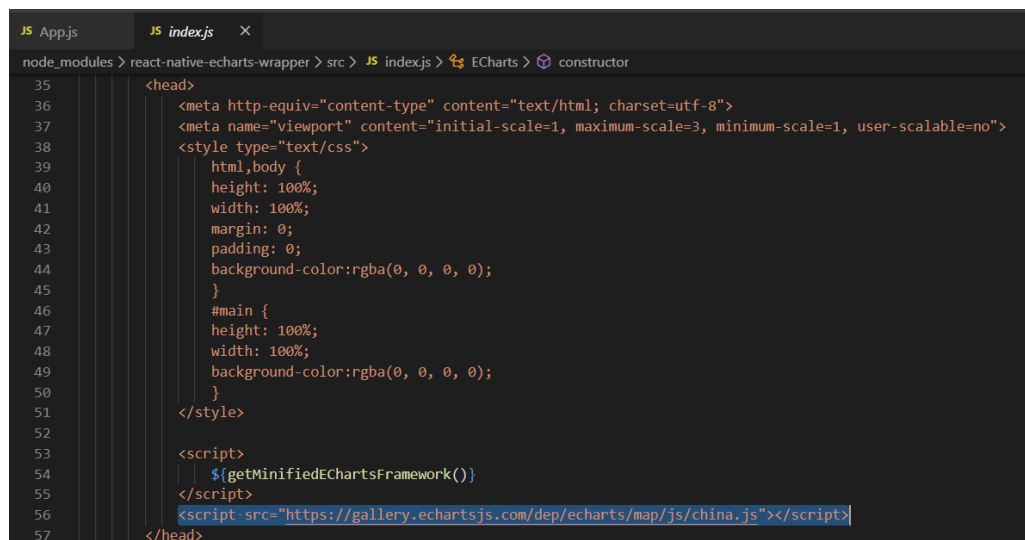 JS App.js JS index.js ×
node_modules > react-native-echarts-wrapper > src > JS index.js > ECharts > constructor
35 <head>
36 <meta http-equiv="content-type" content="text/html; charset=utf-8">
37 <meta name="viewport" content="initial-scale=1, maximum-scale=3, minimum-scale=1, user-scalable=no">
38 <style type="text/css">
39 html,body {
40 height: 100%;
41 width: 100%;
42 margin: 0;
43 padding: 0;
44 background-color:rgba(0, 0, 0, 0);
45 }
46 #main {
47 height: 100%;
48 width: 100%;
49 background-color:rgba(0, 0, 0, 0);
50 }
51 </style>
52
53 <script>
54 ${getMinifiedEChartsFramework()}
55 </script>
56 <script src="https://gallery.echartsjs.com/dep/echarts/map/js/china.js"></script>
57 </head>